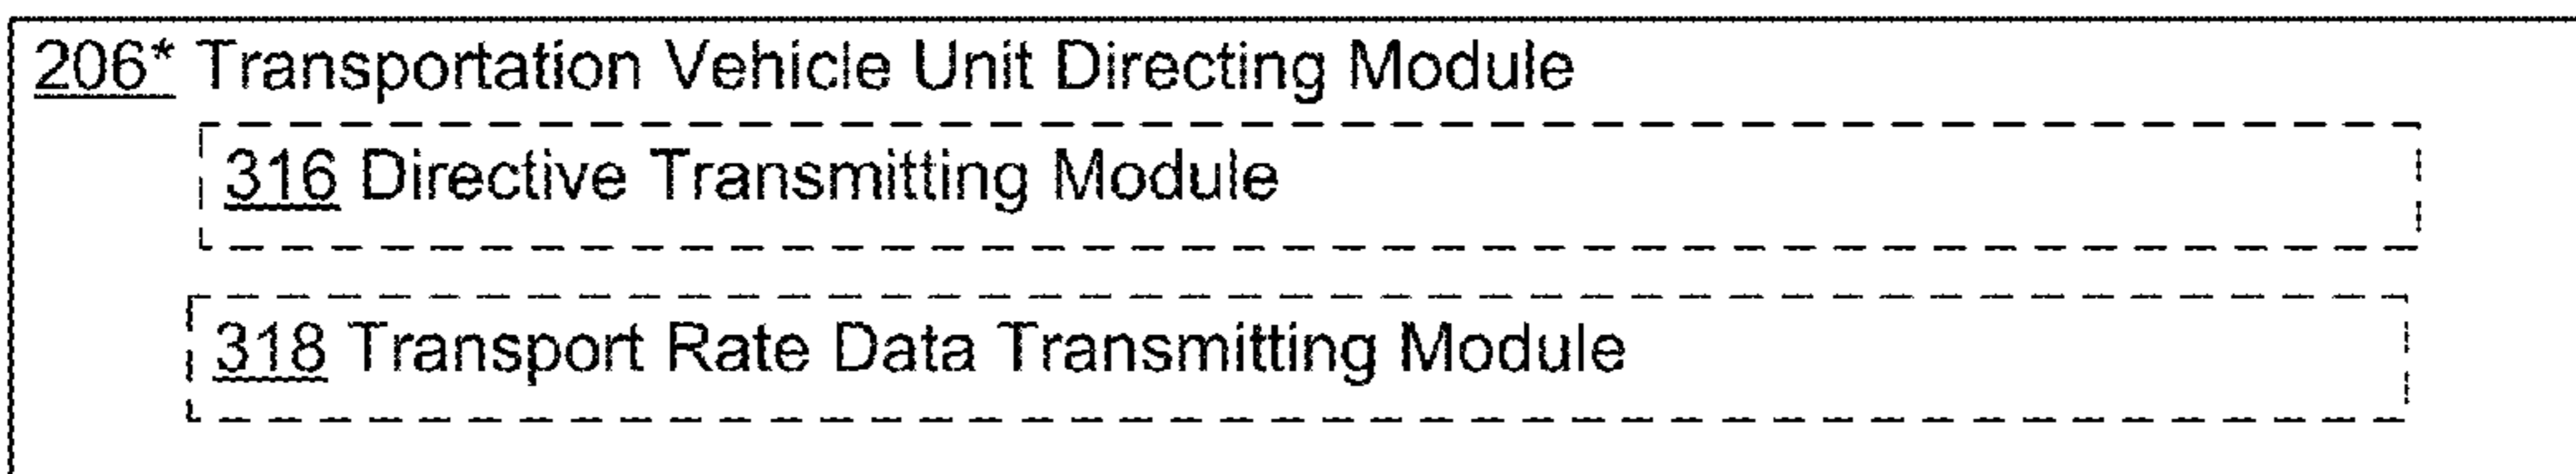 206* Transportation Vehicle Unit Directing Module
316 Directive Transmitting Module
318 Transport Rate Data Transmitting Module